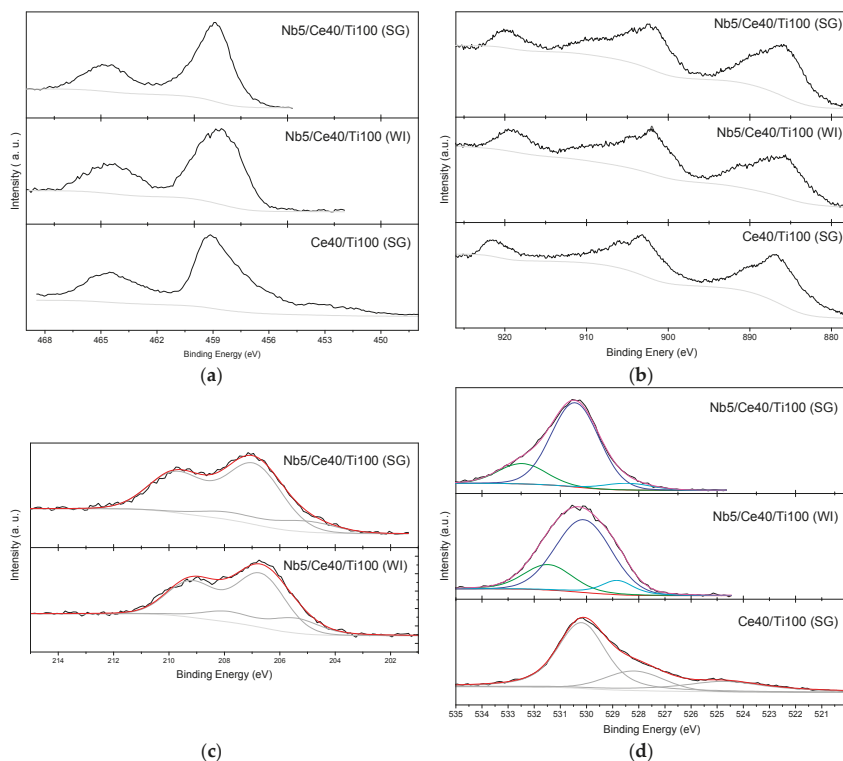 Nb5/Ce40/Ti100 (SG)
Nb5/Ce40/Ti100 (WI)
Ce40/Ti100 (SG)
Intensity ( a. u.)
468 465 462 459 456 453 450
Binding Energy (eV)
(a)
Nb5/Ce40/Ti100 (SG)
Nb5/Ce40/Ti100 (WI)
Ce40/Ti100 (SG)
Intensity (a. u.)
920 910 900 890 880
Binding Enery (eV)
(b)
Nb5/Ce40/Ti100 (SG)
Nb5/Ce40/Ti100 (WI)
Intensity (a. u.)
214 212 210 208 206 204 202
Binding Energy (eV)
(c)
Nb5/Ce40/Ti100 (SG)
Nb5/Ce40/Ti100 (WI)
Ce40/Ti100 (SG)
Intensity (a. u.)
535 534 533 532 531 530 529 528 527 526 525 524 523 522 521
Binding Energy (eV)
(d)